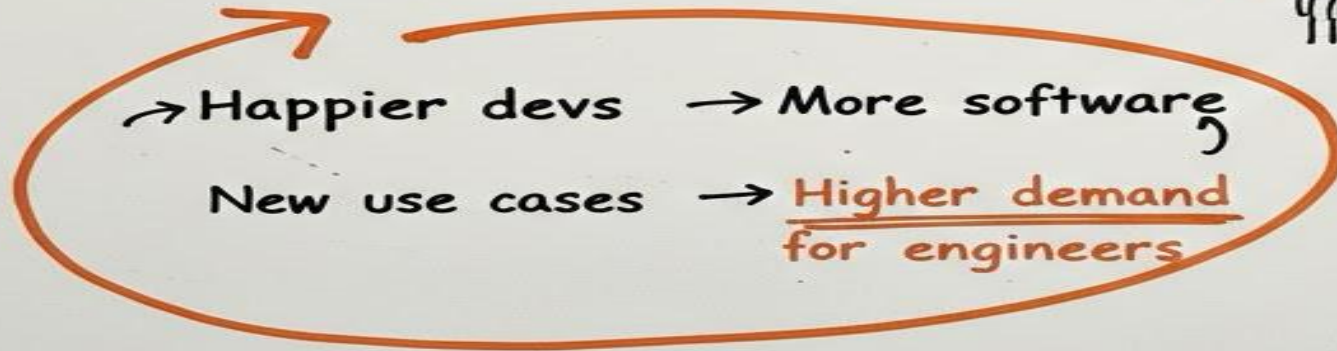 → Happier devs → More software
New use cases → Higher demand
for engineers